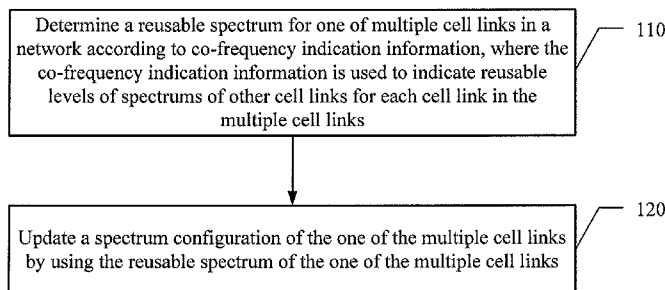 Determine a reusable spectrum for one of multiple cell links in a
network according to co-frequency indication information, where the
co-frequency indication information is used to indicate reusable
levels of spectrums of other cell links for each cell link in the
multiple cell links
110
Update a spectrum configuration of the one of the multiple cell links
by using the reusable spectrum of the one of the multiple cell links
120